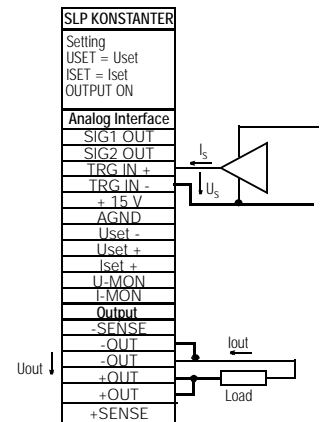 SLP KONSTANTER
Setting
USET = Uset
ISET = Iset
OUTPUT ON
Analog Interface
SIG1 OUT
SIG2 OUT
TRG IN +
TRG IN -
+ 15 V
AGND
Uset -
Uset +
Iset +
U-MON
I-MON
Output
-SENSE
-OUT
-OUT
+OUT
+OUT
+SENSE
Is
Us
Iout
Uout
Load